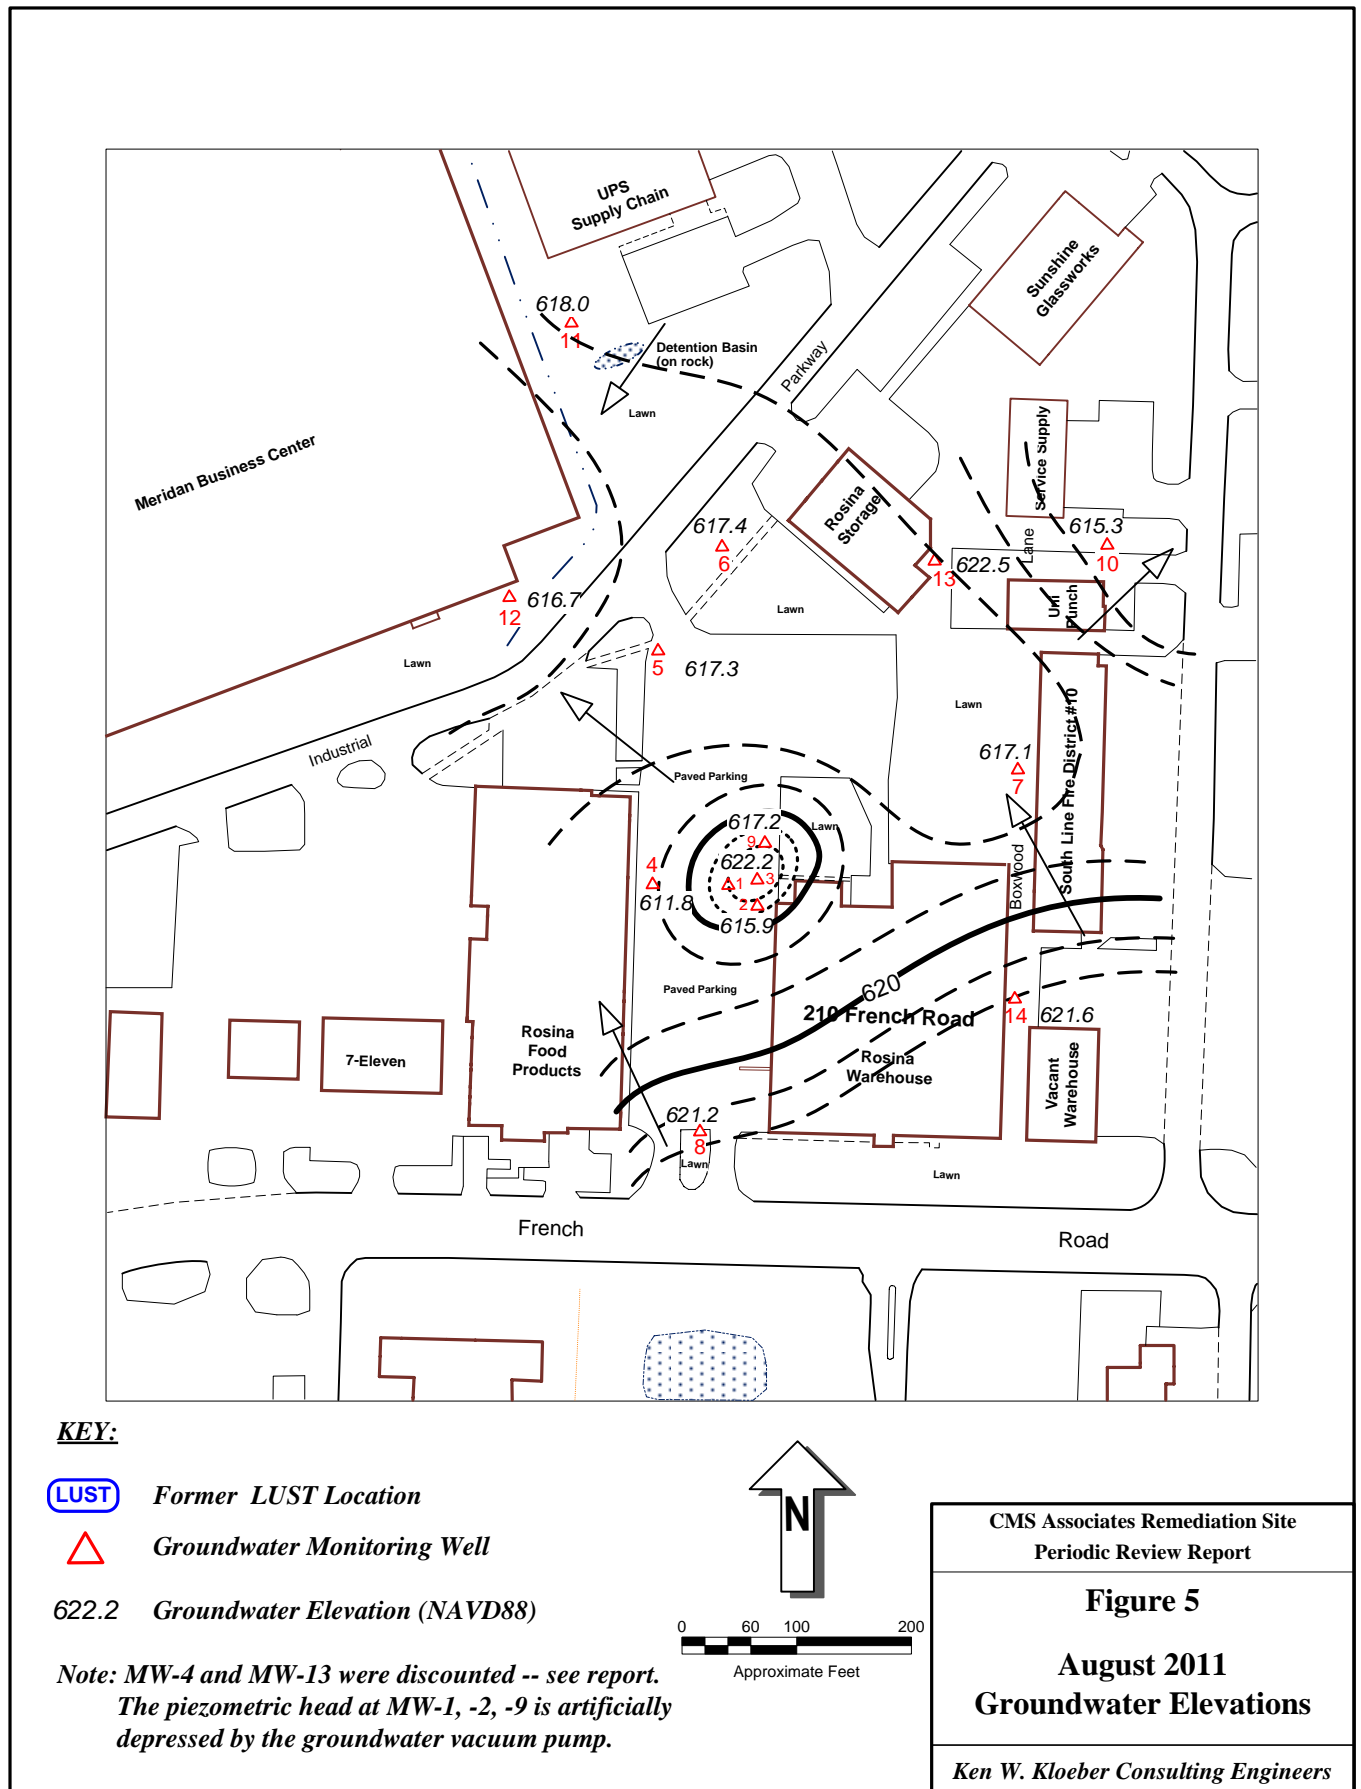 UPS
Supply Chain
Sunshine
Glassworks
618.0
11
Detention Basin
(on rock)
Parkway
Lawn
Meridan Business Center
Service Supply
Rosina
Storage
617.4
6
615.3
10
Lane
13
622.5
Uni
Punch
12
616.7
Lawn
Lawn
5
617.3
Lawn
South Line Fire District #10
Industrial
617.1
7
Paved Parking
617.2
9
Lawn
622.2
4
1
3
611.8
2
615.9
Boxwood
Paved Parking
620
210 French Road
14
621.6
Rosina
Food
Products
Rosina
Warehouse
7-Eleven
Vacant
Warehouse
621.2
8
Lawn
Lawn
French
Road
KEY:
LUST
Former LUST Location
Groundwater Monitoring Well
622.2
Groundwater Elevation (NAVD88)
Note: MW-4 and MW-13 were discounted -- see report.
The piezometric head at MW-1, -2, -9 is artificially
depressed by the groundwater vacuum pump.
N
0 60 100 200
Approximate Feet
CMS Associates Remediation Site
Periodic Review Report
Figure 5
August 2011
Groundwater Elevations
Ken W. Kloeber Consulting Engineers